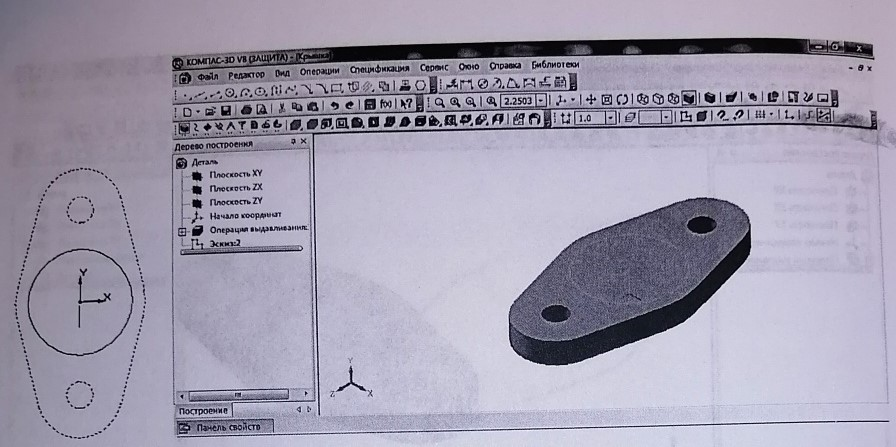 КОМПАС-3D V8 (ЗАЩИТА) - [Крышка]
Файл Редактор Вид Операции Спецификация Сервис Окно Справка Библиотеки
2.2503
1.0
Дерево построения
Деталь
Плоскость XY
Плоскость ZX
Плоскость ZY
Начало координат
Операция выдавливания:
Эскиз:2
Y
X
Y
Z
X
Построение
Панель свойств